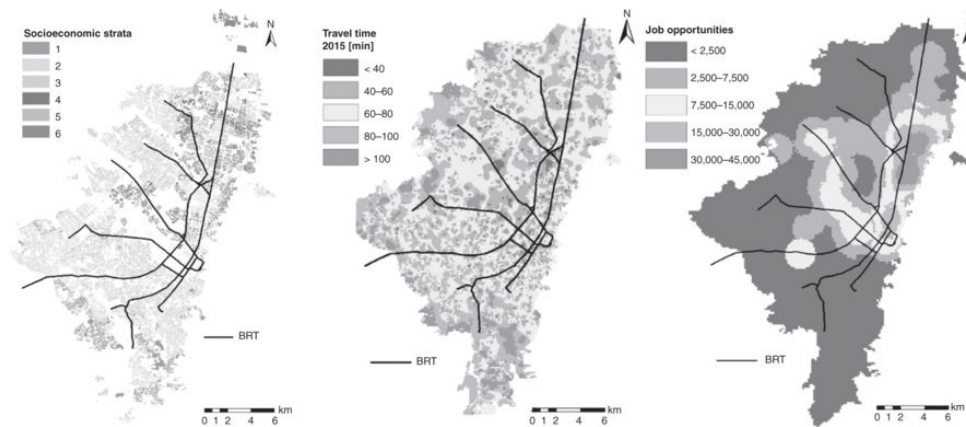 Socioeconomic strata
1
2
3
4
5
6
BRT
N
km
0 1 2 4 6
Travel time
2015 [min]
< 40
40–60
60–80
80–100
> 100
BRT
N
km
0 1 2 4 6
Job opportunities
< 2,500
2,500–7,500
7,500–15,000
15,000–30,000
30,000–45,000
BRT
km
0 1 2 4 6